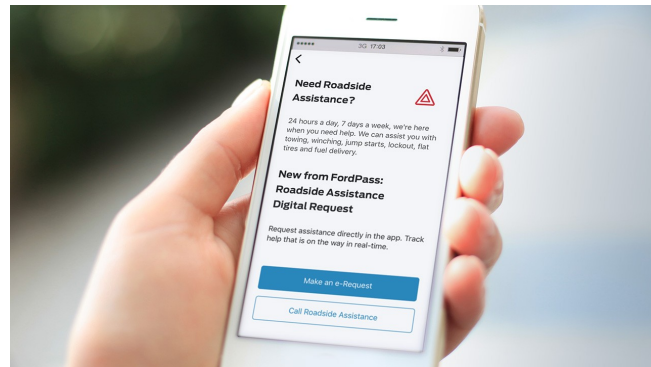 3G 17:03
Need Roadside
Assistance?
24 hours a day, 7 days a week, we're here
when you need help. We can assist you with
towing, winching, jump starts, lockout, flat
tires and fuel delivery.
New from FordPass:
Roadside Assistance
Digital Request
Request assistance directly in the app. Track
help that is on the way in real-time.
Make an e-Request
Call Roadside Assistance